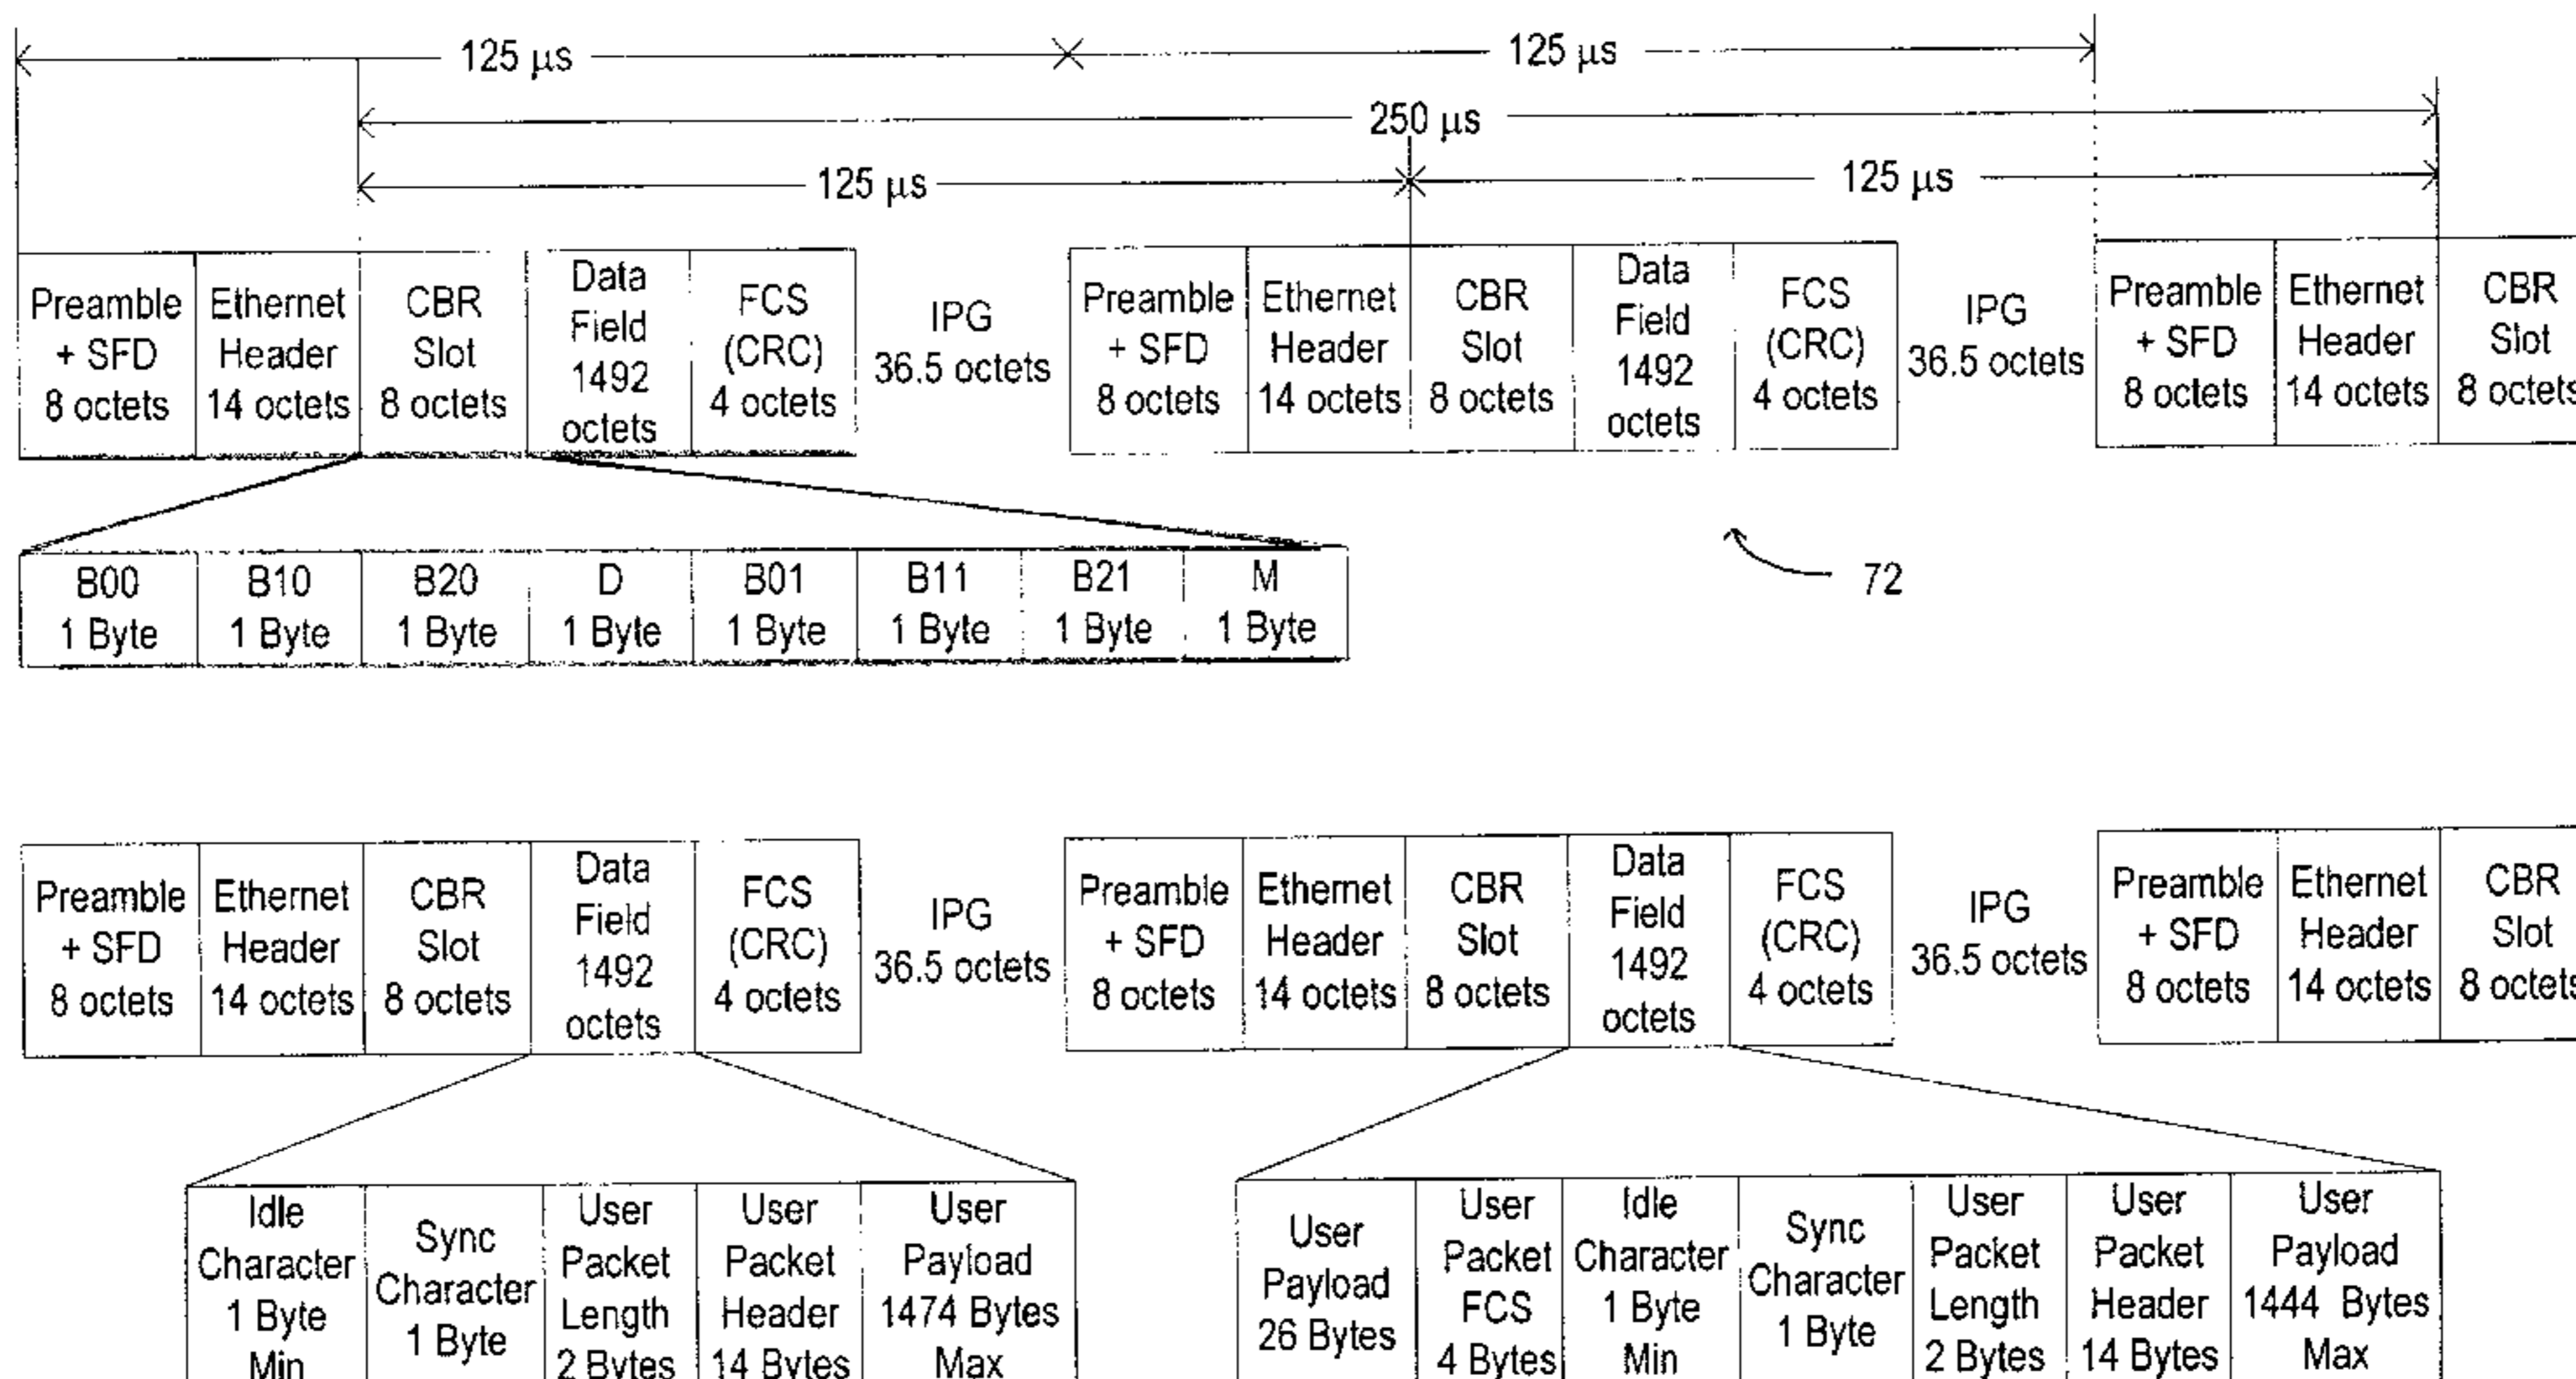 125 μs
125 μs
250 μs
125 μs
125 μs
Preamble
+ SFD
8 octets
Ethernet
Header
14 octets
CBR
Slot
8 octets
Data
Field
1492
octets
FCS
(CRC)
4 octets
IPG
36.5 octets
Preamble
+ SFD
8 octets
Ethernet
Header
14 octets
CBR
Slot
8 octets
Data
Field
1492
octets
FCS
(CRC)
4 octets
IPG
36.5 octets
Preamble
+ SFD
8 octets
Ethernet
Header
14 octets
CBR
Slot
8 octets
B00
1 Byte
B10
1 Byte
B20
1 Byte
D
1 Byte
B01
1 Byte
B11
1 Byte
B21
1 Byte
M
1 Byte
72
Preamble
+ SFD
8 octets
Ethernet
Header
14 octets
CBR
Slot
8 octets
Data
Field
1492
octets
FCS
(CRC)
4 octets
IPG
36.5 octets
Preamble
+ SFD
8 octets
Ethernet
Header
14 octets
CBR
Slot
8 octets
Data
Field
1492
octets
FCS
(CRC)
4 octets
IPG
36.5 octets
Preamble
+ SFD
8 octets
Ethernet
Header
14 octets
CBR
Slot
8 octets
Idle
Character
1 Byte
Min
Sync
Character
1 Byte
User
Packet
Length
2 Bytes
User
Packet
Header
14 Bytes
User
Payload
1474 Bytes
Max
User
Payload
26 Bytes
User
Packet
FCS
4 Bytes
Idle
Character
1 Byte
Min
Sync
Character
1 Byte
User
Packet
Length
2 Bytes
User
Packet
Header
14 Bytes
User
Payload
1444 Bytes
Max